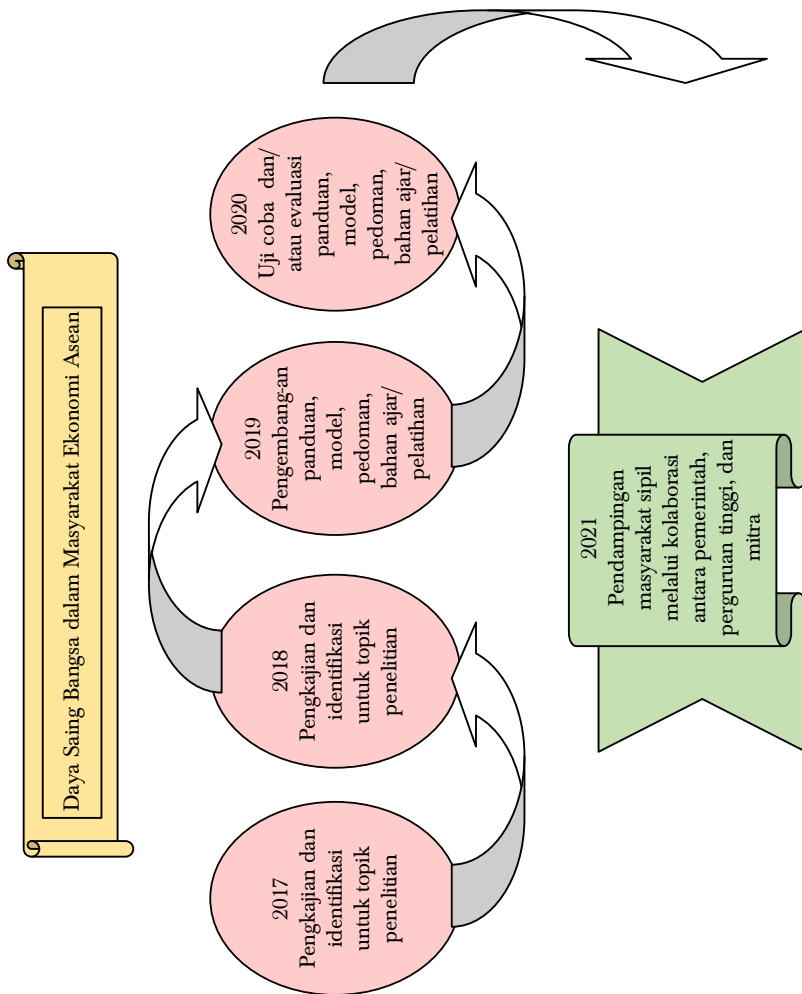 Daya Saing Bangsa dalam Masyarakat Ekonomi Asean
2017
Pengkajian dan
identifikasi
untuk topik
penelitian
2018
Pengkajian dan
identifikasi
untuk topik
penelitian
2019
Pengembang-an
panduan,
model,
pedoman,
bahan ajar/
pelatihan
2020
Uji coba dan/
atau evaluasi
panduan,
model,
pedoman,
bahan ajar/
pelatihan
2021
Pendampingan
masyarakat sipil
melalui kolaborasi
antara pemerintah,
perguruan tinggi, dan
mitra